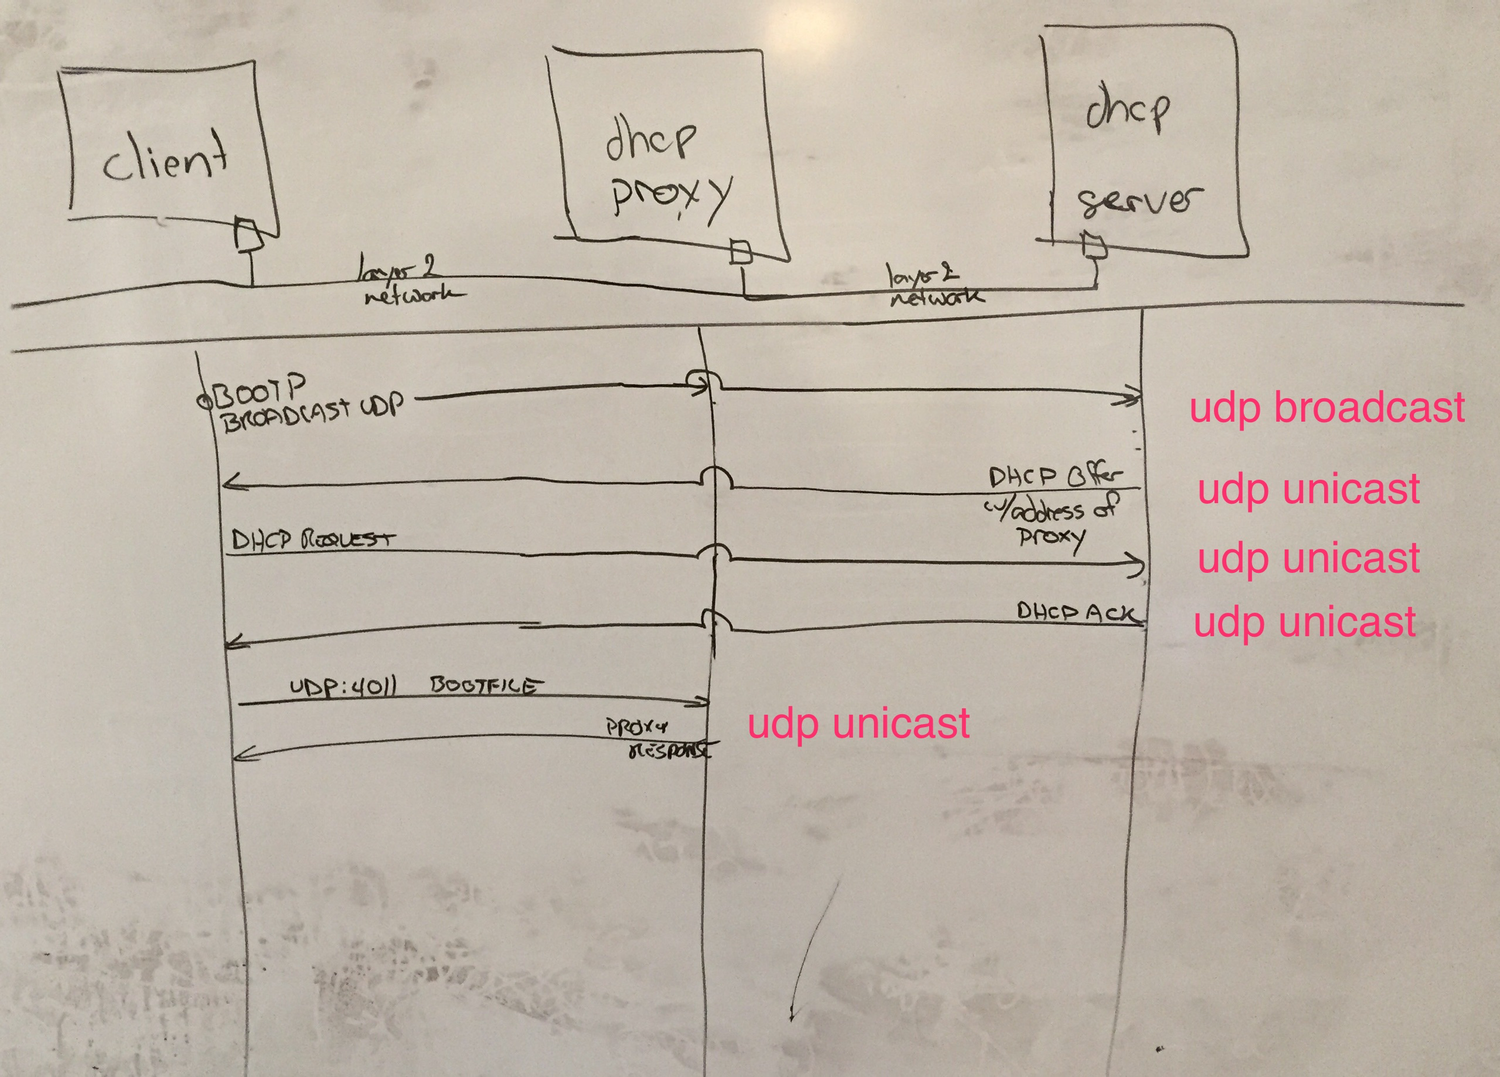 client
dhcp
proxy
dhcp
server
layer 2
network
layer 2
network
BOOTP
BROADCAST UDP
udp broadcast
DHCP Offer
w/address of
proxy
udp unicast
DHCP REQUEST
udp unicast
DHCP ACK
udp unicast
UDP:4011 BOOTFILE
PROXY
RESPONSE
udp unicast